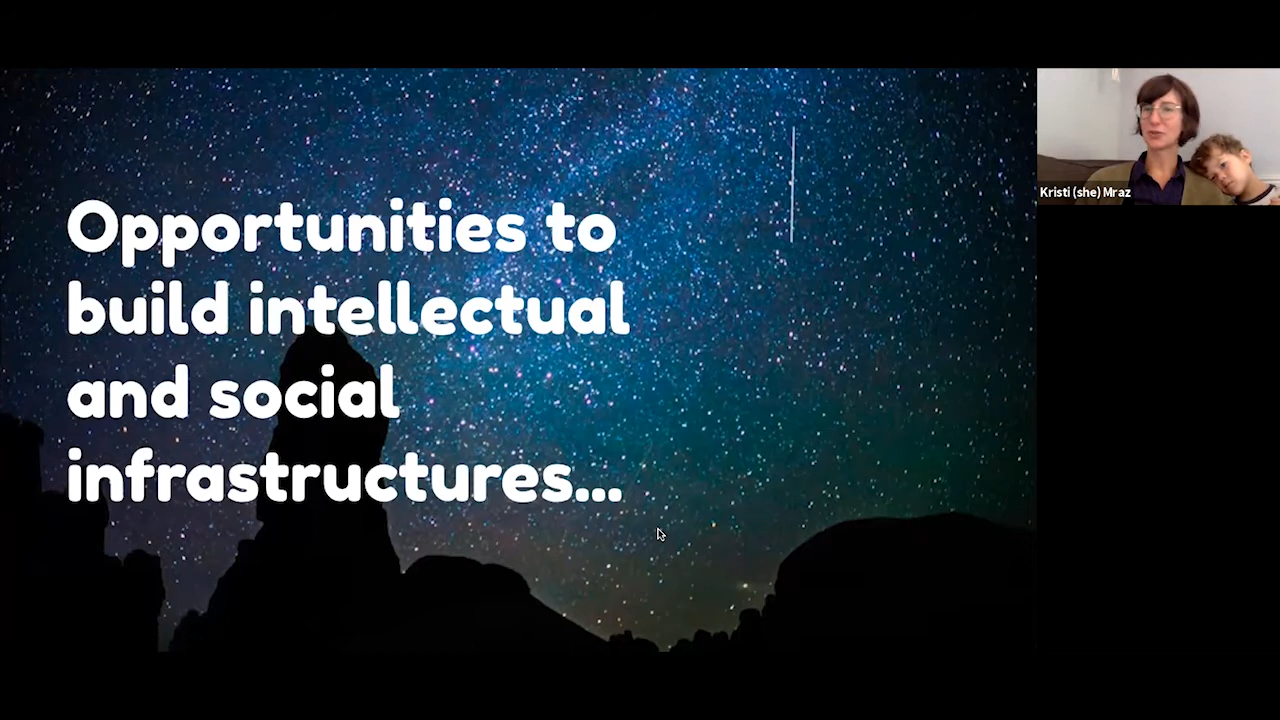 Opportunities to
build intellectual
and social
infrastructures...
Kristi (she) Mraz